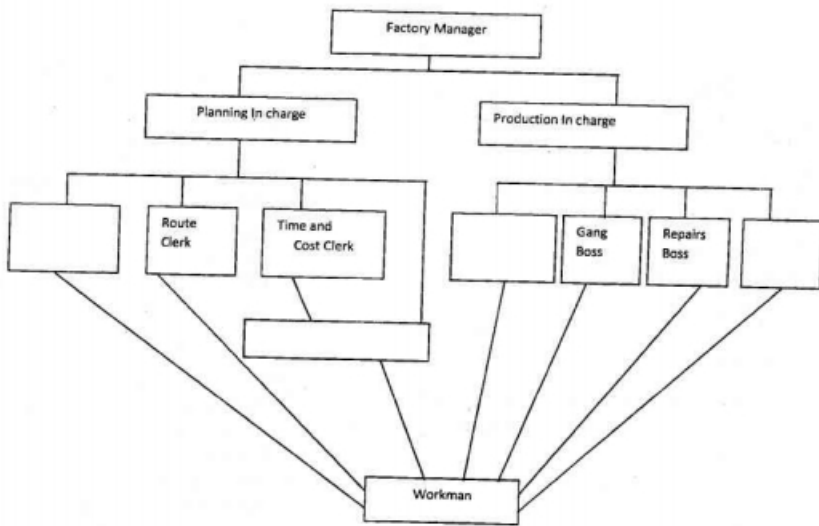 Factory Manager
Planning In charge
Production In charge
Route
Clerk
Time and
Cost Clerk
Gang
Boss
Repairs
Boss
Workman